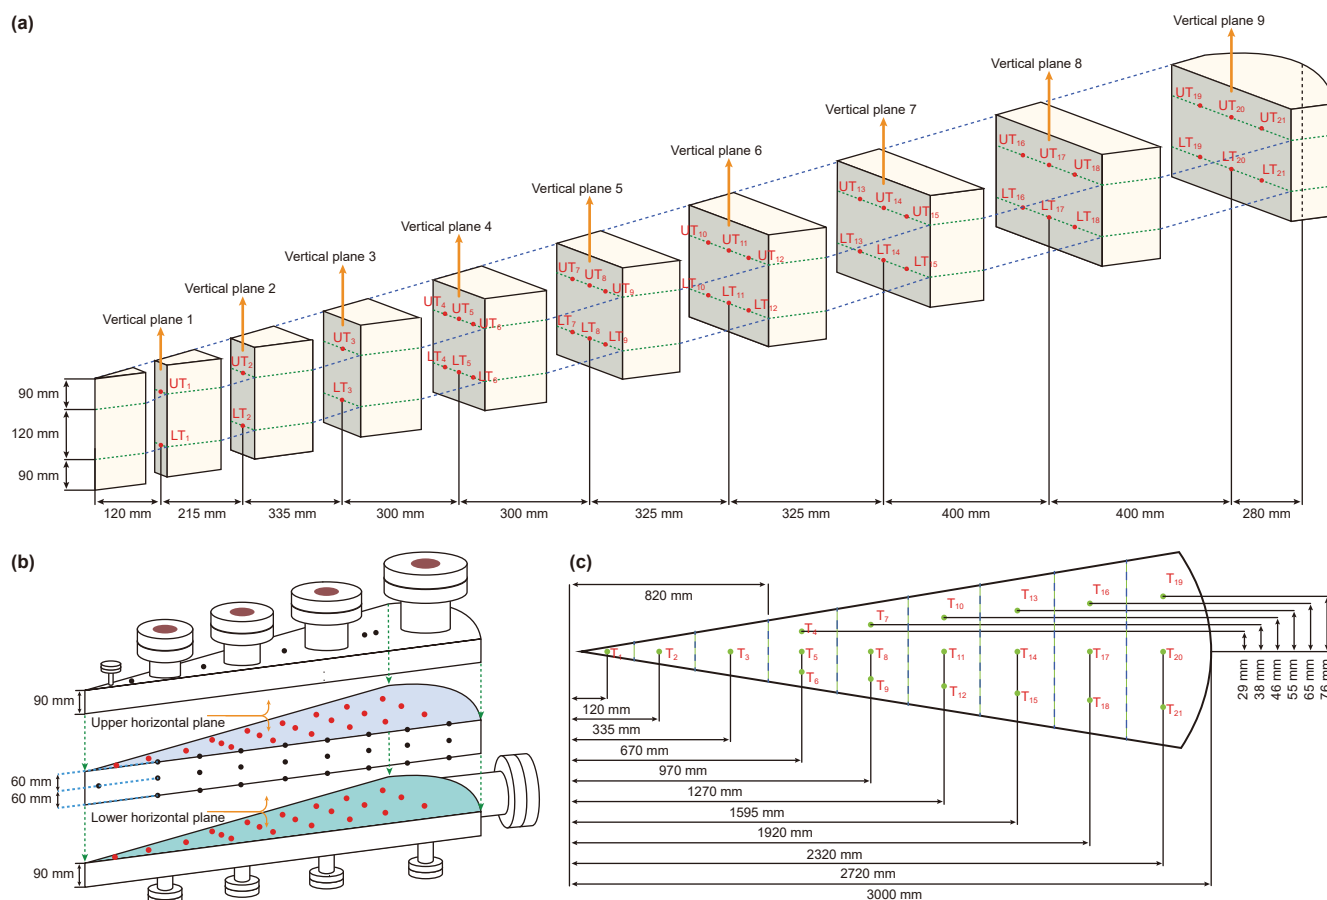 (a)
Vertical plane 9
Vertical plane 8
Vertical plane 7
Vertical plane 6
Vertical plane 5
Vertical plane 4
Vertical plane 3
Vertical plane 2
Vertical plane 1
UT19
UT20
UT21
LT19
LT20
LT21
UT16
UT17
UT18
LT16
LT17
LT18
UT13
UT14
UT15
LT13
LT14
LT15
UT10
UT11
UT12
LT10
LT11
LT12
UT7
UT8
UT9
LT7
LT8
LT9
UT4
UT5
UT6
LT4
LT5
LT6
UT3
LT3
UT2
LT2
UT1
LT1
90 mm
120 mm
90 mm
120 mm
215 mm
335 mm
300 mm
300 mm
325 mm
325 mm
400 mm
400 mm
280 mm
(b)
90 mm
Upper horizontal plane
60 mm
60 mm
Lower horizontal plane
90 mm
(c)
820 mm
T1
T2
T3
T4
T5
T6
T7
T8
T9
T10
T11
T12
T13
T14
T15
T16
T17
T18
T19
T20
T21
29 mm
38 mm
46 mm
55 mm
65 mm
76 mm
120 mm
335 mm
670 mm
970 mm
1270 mm
1595 mm
1920 mm
2320 mm
2720 mm
3000 mm